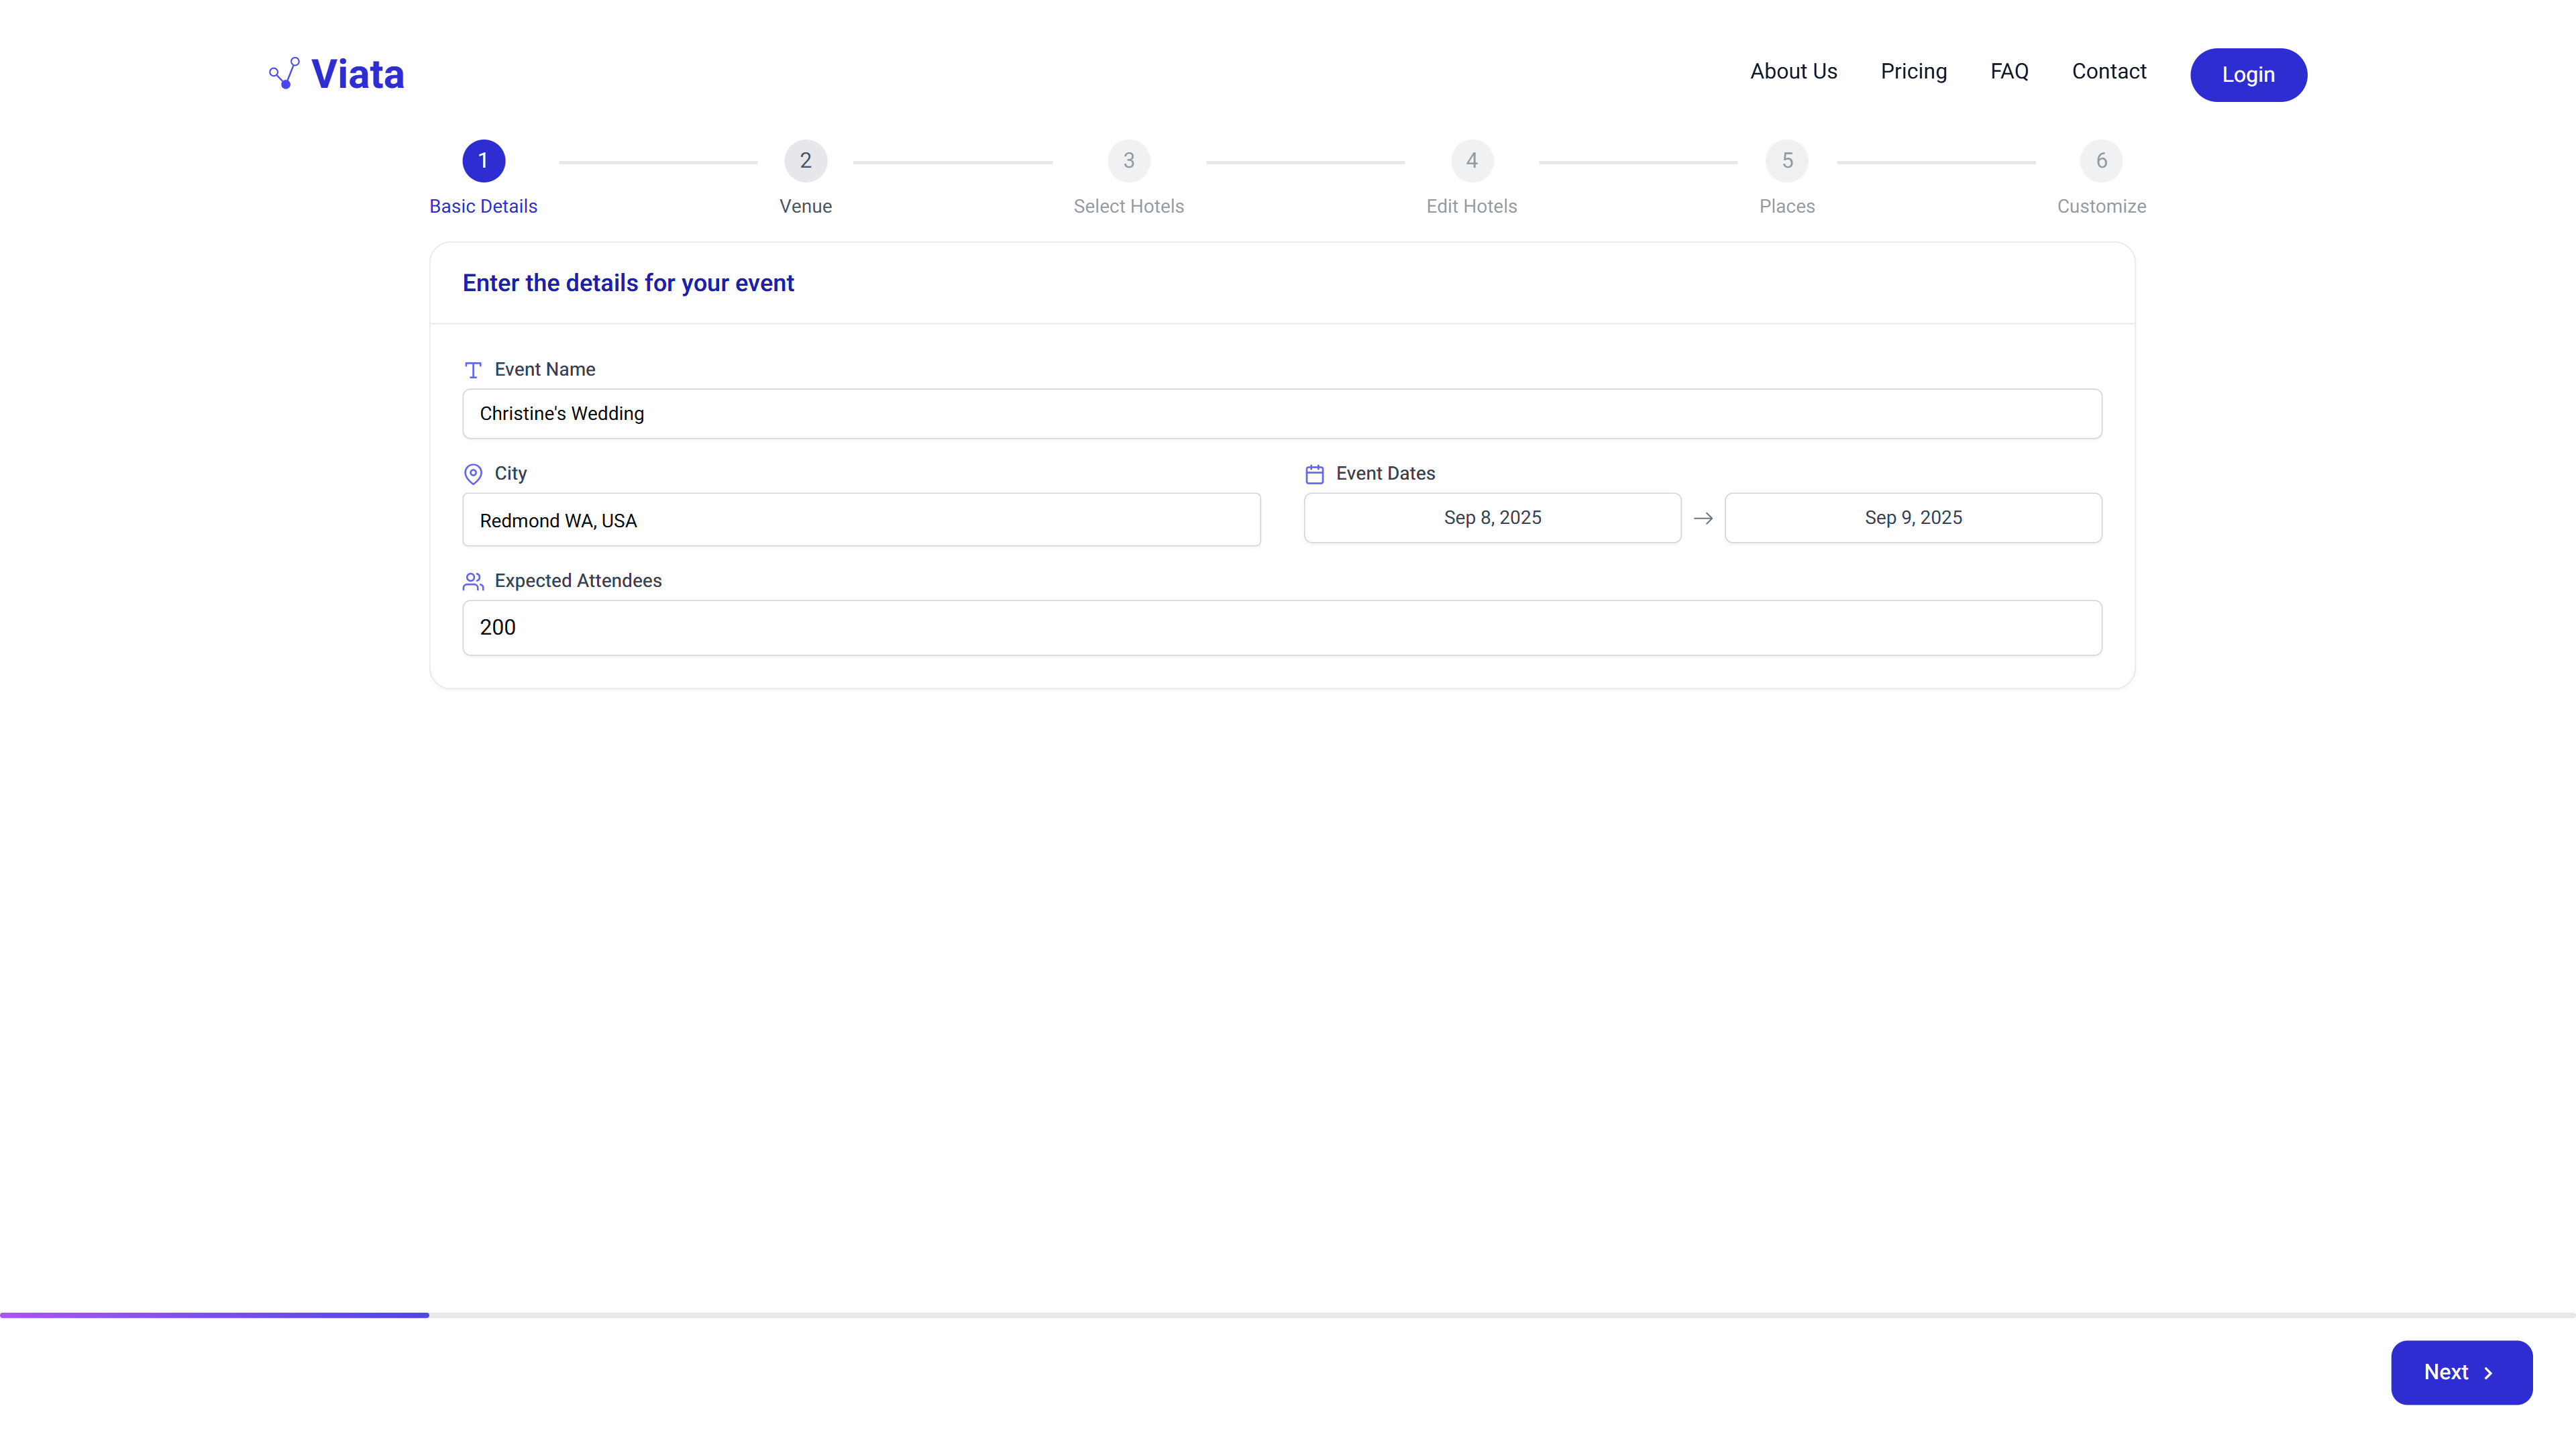 Viata
About Us Pricing FAQ Contact Login
1 2 3 4 5 6
Basic Details Venue Select Hotels Edit Hotels Places Customize
Enter the details for your event
Event Name
Christine's Wedding
City Event Dates
Redmond WA, USA Sep 8, 2025 → Sep 9, 2025
Expected Attendees
200
Next